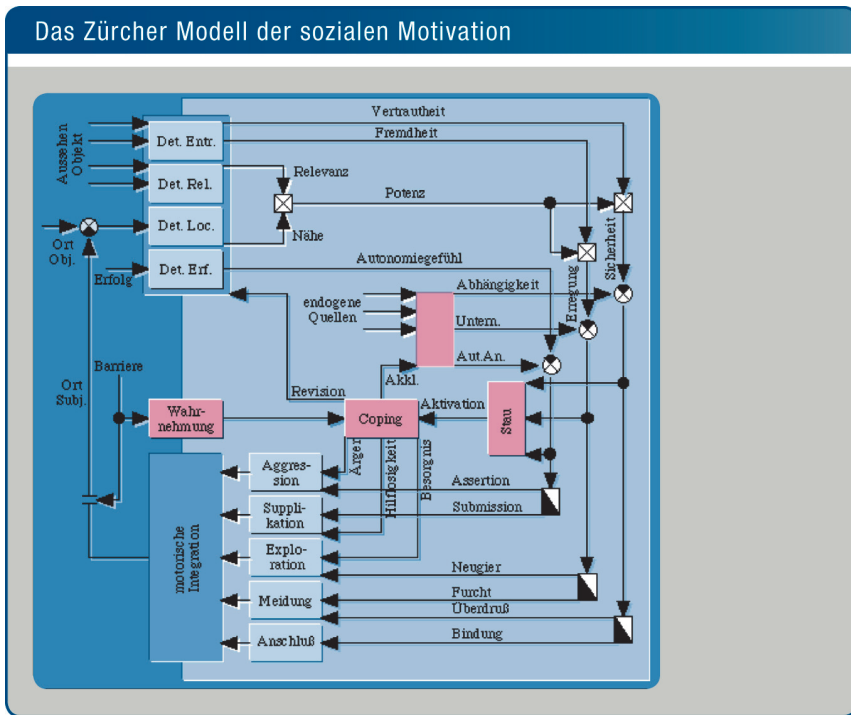 Das Zürcher Modell der sozialen Motivation
Vertrautheit
Fremdheit
Aussehen
Objekt
Det. Entr.
Det. Rel.
Relevanz
Potenz
Det. Loc.
Nähe
Ort
Obj.
Sicherheit
Autonomiegefühl
Det. Erf.
Erfolg
Erregung
endogene
Quellen
Abhängigkeit
Untern.
Aut.An.
Barriere
Ort
Subj.
Revision
Akkl.
Wahr-
nehmung
Coping
Aktivation
Stau
Ärger
Hilflosigkeit
Besorgnis
motorische
Integration
Aggres-
sion
Assertion
Suppli-
kation
Submission
Explo-
ration
Neugier
Meidung
Furcht
Überdruß
Anschluß
Bindung